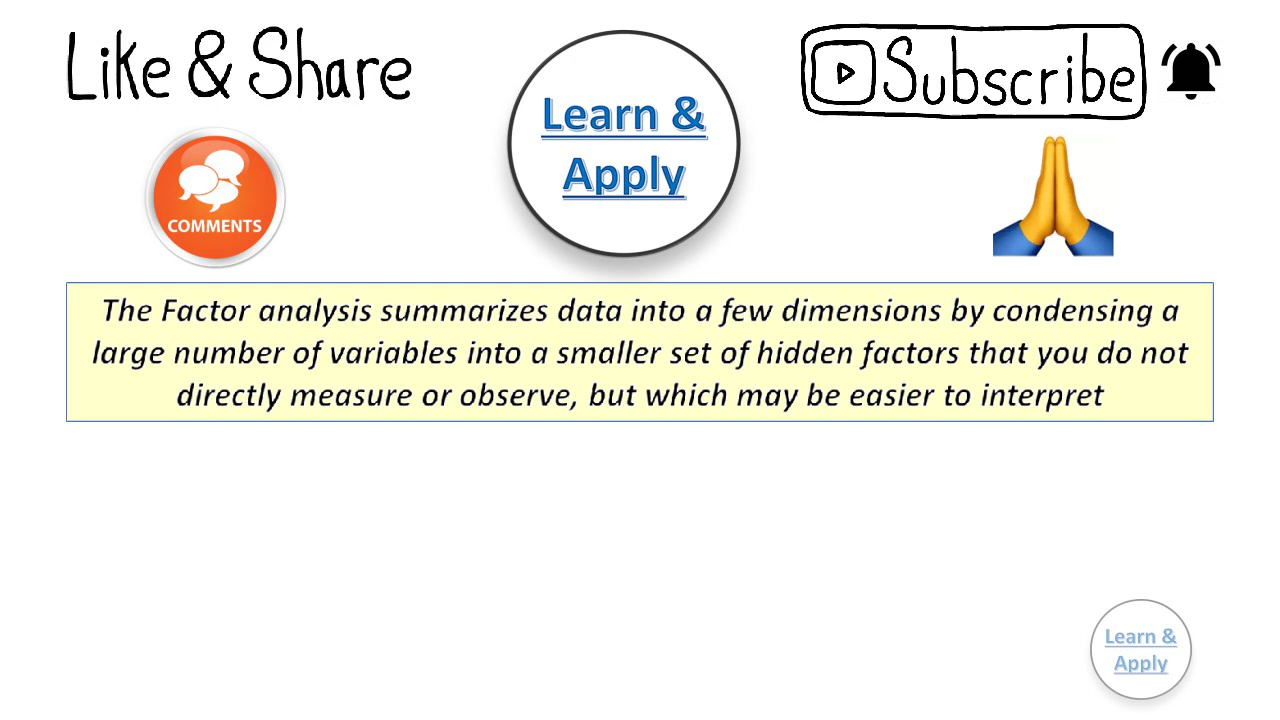 Like & Share
Learn &
Apply
Subscribe
COMMENTS
The Factor analysis summarizes data into a few dimensions by condensing a
large number of variables into a smaller set of hidden factors that you do not
directly measure or observe, but which may be easier to interpret
Learn &
Apply